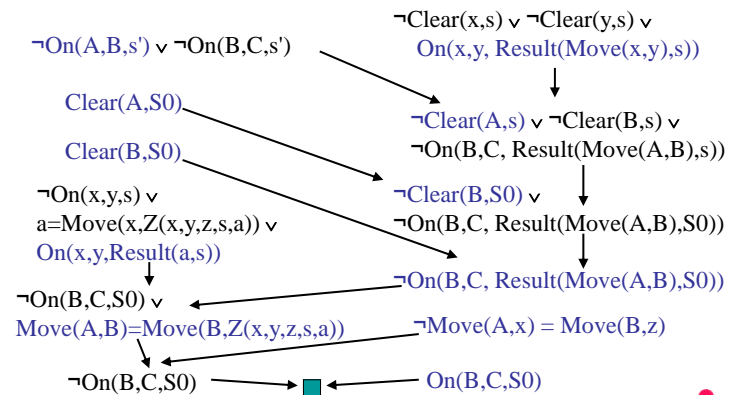 ¬Clear(x,s) ∨ ¬Clear(y,s) ∨
On(x,y, Result(Move(x,y),s))
¬On(A,B,s') ∨ ¬On(B,C,s')
Clear(A,S0)
¬Clear(A,s) ∨ ¬Clear(B,s) ∨
¬On(B,C, Result(Move(A,B),s))
Clear(B,S0)
¬On(x,y,s) ∨
a=Move(x,Z(x,y,z,s,a)) ∨
On(x,y,Result(a,s))
¬Clear(B,S0) ∨
¬On(B,C, Result(Move(A,B),S0))
¬On(B,C, Result(Move(A,B),S0))
¬On(B,C,S0) ∨
Move(A,B)=Move(B,Z(x,y,z,s,a))
¬Move(A,x) = Move(B,z)
¬On(B,C,S0)
On(B,C,S0)